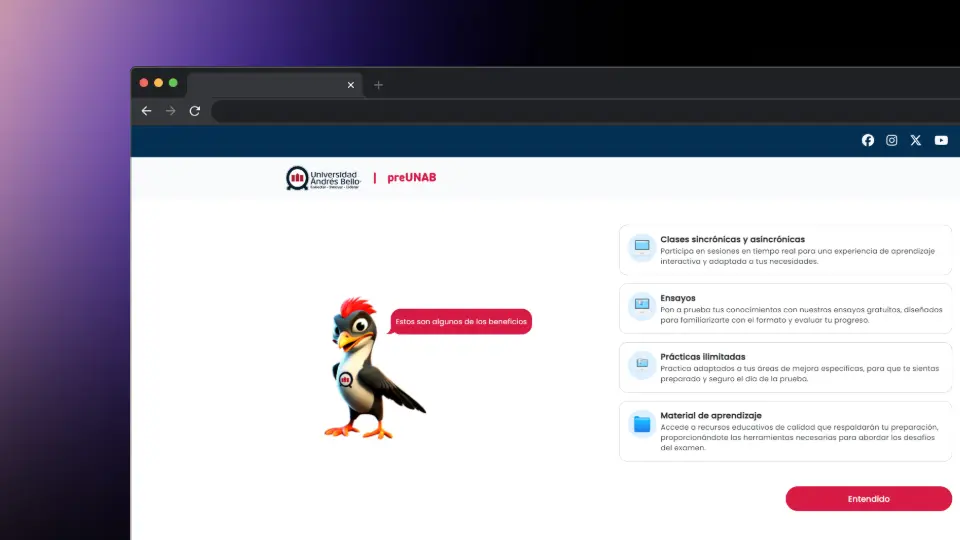 Universidad
Andrés Bello
preUNAB
Estos son algunos de los beneficios
Clases sincrónicas y asincrónicas
Participa en sesiones en tiempo real para una experiencia de aprendizaje
interactiva y adaptada a tus necesidades.
Ensayos
Pon a prueba tus conocimientos con nuestros ensayos gratuitos, diseñados
para familiarizarte con el formato y evaluar tu progreso.
Prácticas ilimitadas
Practica adaptados a tus áreas de mejora específicas, para que te sientas
preparado y seguro el día de la prueba.
Material de aprendizaje
Accede a recursos educativos de calidad que respaldarán tu preparación,
proporcionándote las herramientas necesarias para abordar los desafíos
del examen.
Entendido